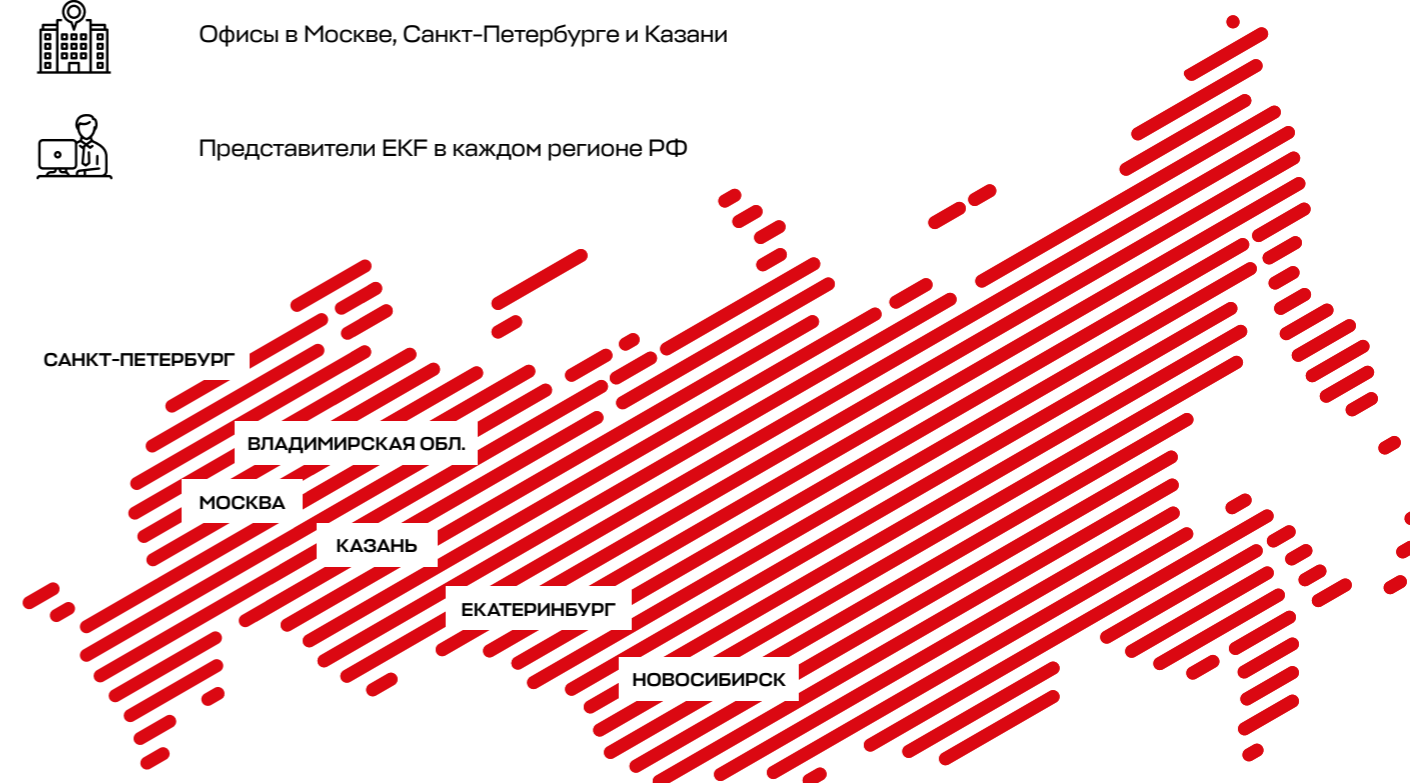 Офисы в Москве, Санкт-Петербурге и Казани
Представители EKF в каждом регионе РФ
САНКТ-ПЕТЕРБУРГ
ВЛАДИМИРСКАЯ ОБЛ.
МОСКВА
КАЗАНЬ
ЕКАТЕРИНБУРГ
НОВОСИБИРСК